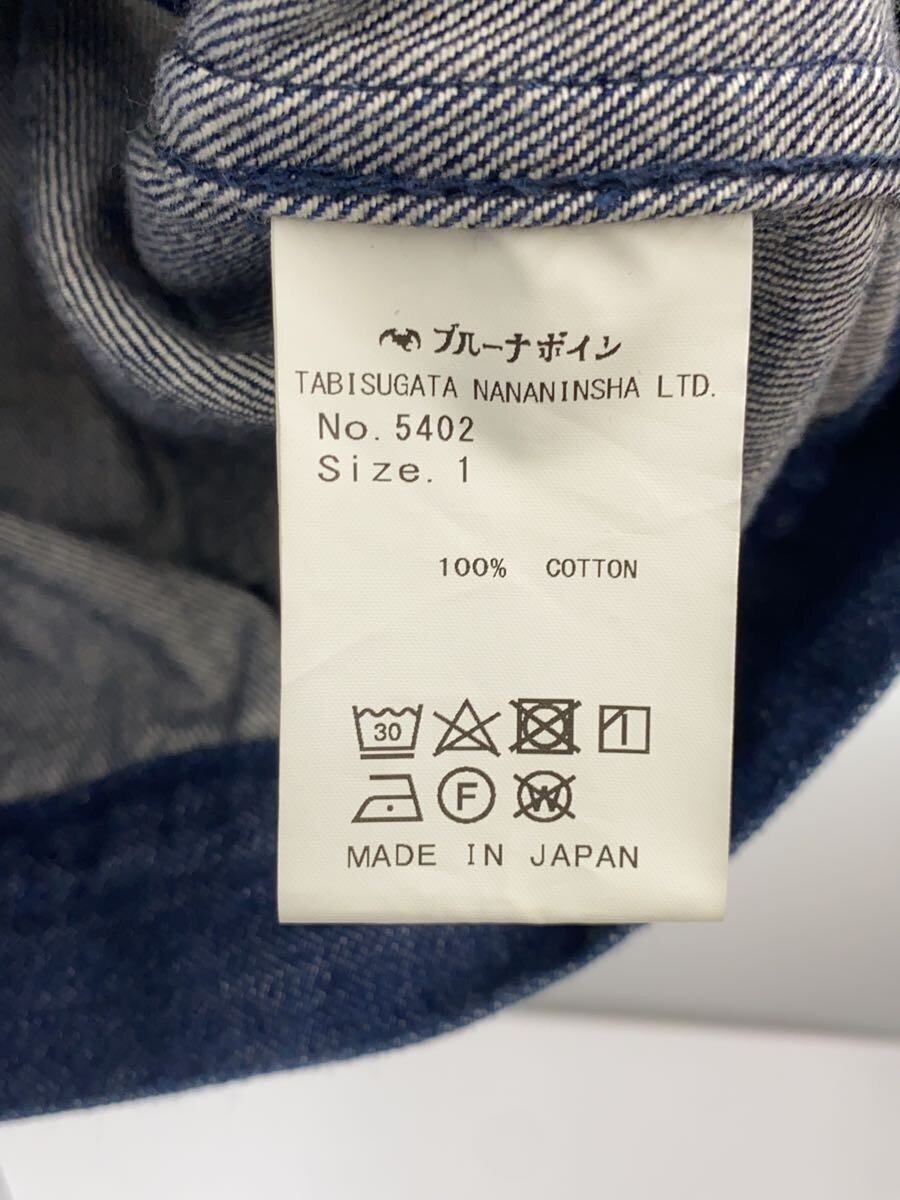 ブルーナボイン
TABISUGATA NANANINSHA LTD.
No. 5402
Size. 1
100% COTTON
30
F W
MADE IN JAPAN